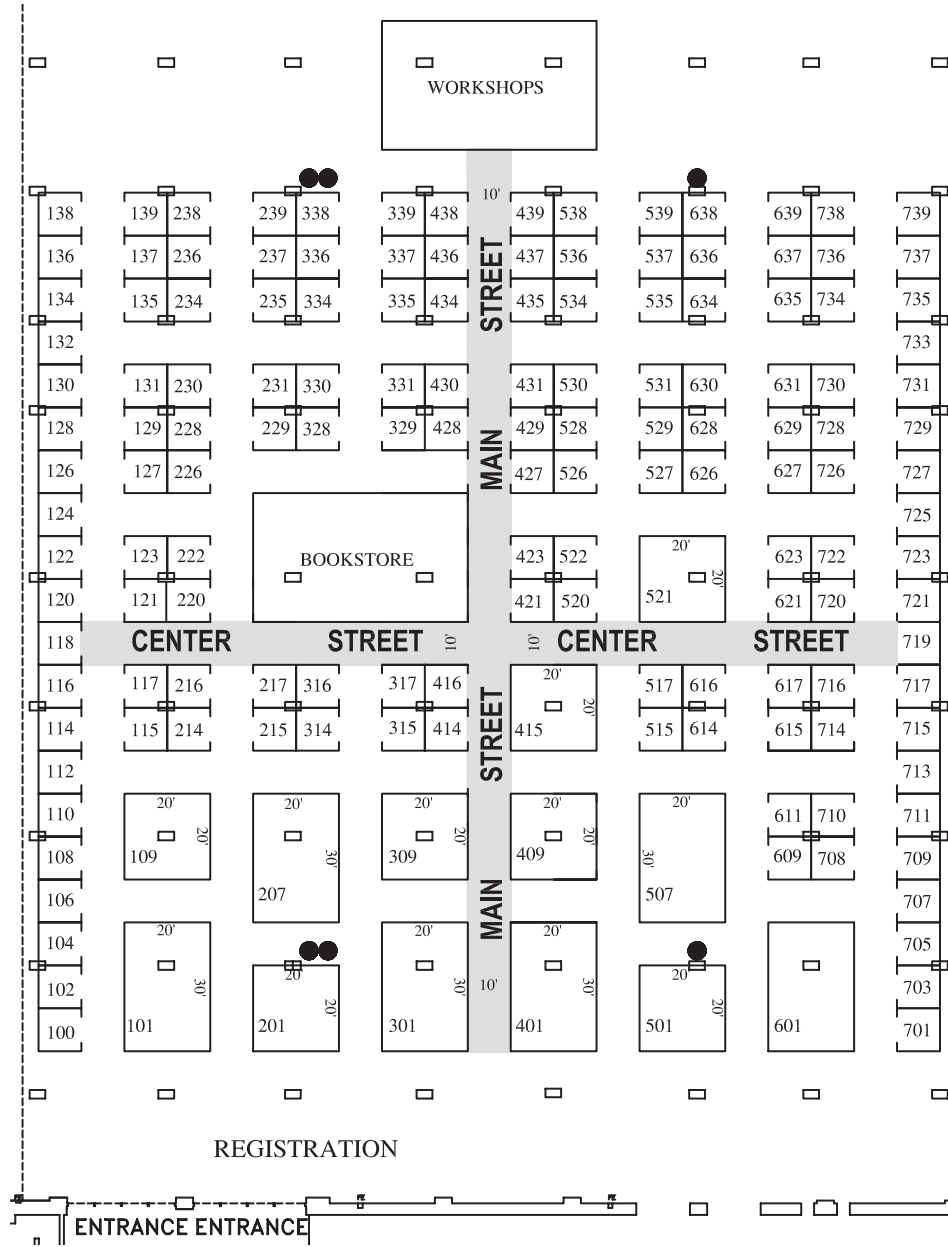 WORKSHOPS
10'
138 139 238 239 338 339 438 439 538 539 638 639 738 739
136 137 236 237 336 337 436 437 536 537 636 637 736 737
STREET
134 135 234 235 334 335 434 435 534 535 634 635 734 735
132 733
130 131 230 231 330 331 430 431 530 531 630 631 730 731
128 129 228 229 328 329 428 429 528 529 628 629 728 729
MAIN
126 127 226 427 526 527 626 627 726 727
124 725
122 123 222 BOOKSTORE 423 522 20' 623 722 723
20'
120 121 220 421 520 521 621 720 721
118 CENTER STREET 10' 10' CENTER STREET 719
116 117 216 217 316 317 416 20' 517 616 617 716 717
20'
114 115 214 215 314 315 414 415 515 614 615 714 715
STREET
112 713
20' 20' 20' 20' 20'
110 611 710 711
20' 20' 20'
108 109 30' 309 409 30' 609 708 709
106 207 507 707
MAIN
104 20' 20' 20' 705
20' 20'
102 30' 30' 10' 30' 703
20' 20'
100 101 201 301 401 501 601 701
REGISTRATION
ENTRANCE ENTRANCE